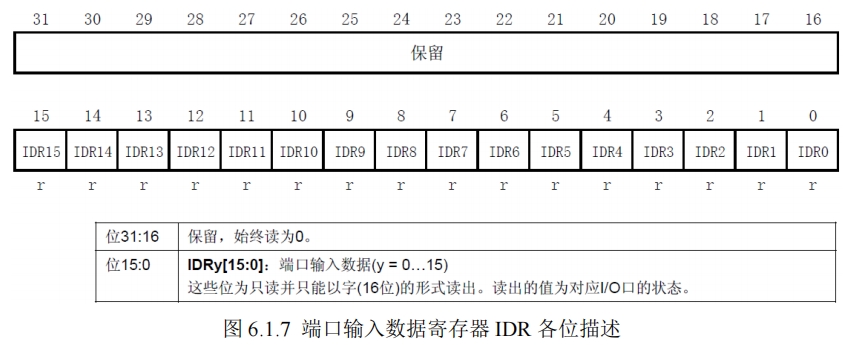 31 30 29 28 27 26 25 24 23 22 21 20 19 18 17 16
保留
15 14 13 12 11 10 9 8 7 6 5 4 3 2 1 0
IDR15 IDR14 IDR13 IDR12 IDR11 IDR10 IDR9 IDR8 IDR7 IDR6 IDR5 IDR4 IDR3 IDR2 IDR1 IDR0
r r r r r r r r r r r r r r r r
位31:16 保留，始终读为0。
位15:0 IDRy[15:0]：端口输入数据(y = 0…15)
这些位为只读并只能以字(16位)的形式读出。读出的值为对应I/O口的状态。
图 6.1.7 端口输入数据寄存器 IDR 各位描述